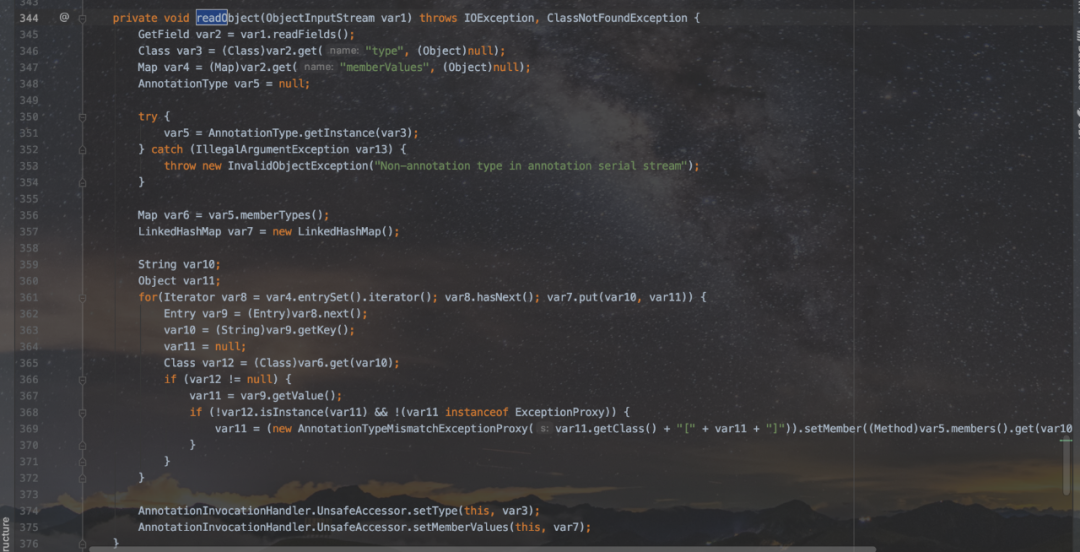 343
344 @ private void readObject(ObjectInputStream var1) throws IOException, ClassNotFoundException {
345 GetField var2 = var1.readFields();
346 Class var3 = (Class)var2.get( name: "type", (Object)null);
347 Map var4 = (Map)var2.get( name: "memberValues", (Object)null);
348 AnnotationType var5 = null;
349
350 try {
351 var5 = AnnotationType.getInstance(var3);
352 } catch (IllegalArgumentException var13) {
353 throw new InvalidObjectException("Non-annotation type in annotation serial stream");
354 }
355
356 Map var6 = var5.memberTypes();
357 LinkedHashMap var7 = new LinkedHashMap();
358
359 String var10;
360 Object var11;
361 for(Iterator var8 = var4.entrySet().iterator(); var8.hasNext(); var7.put(var10, var11)) {
362 Entry var9 = (Entry)var8.next();
363 var10 = (String)var9.getKey();
364 var11 = null;
365 Class var12 = (Class)var6.get(var10);
366 if (var12 != null) {
367 var11 = var9.getValue();
368 if (!var12.isInstance(var11) && !(var11 instanceof ExceptionProxy)) {
369 var11 = (new AnnotationTypeMismatchExceptionProxy( s: var11.getClass() + "[" + var11 + "]")).setMember((Method)var5.members().get(var10
370 }
371 }
372 }
373
374 AnnotationInvocationHandler.UnsafeAccessor.setType(this, var3);
375 AnnotationInvocationHandler.UnsafeAccessor.setMemberValues(this, var7);
376 }
ructure